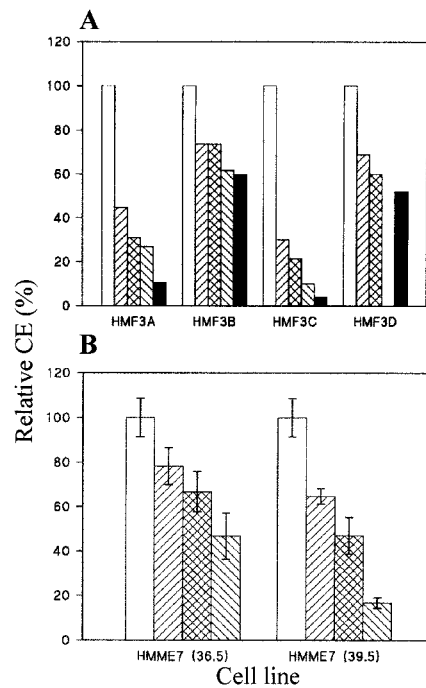 A
120
100
80
60
40
20
0
HMF3A HMF3B HMF3C HMF3D
Relative CE (%)
B
120
100
80
60
40
20
0
HMME7 (36.5) HMME7 (39.5)
Cell line